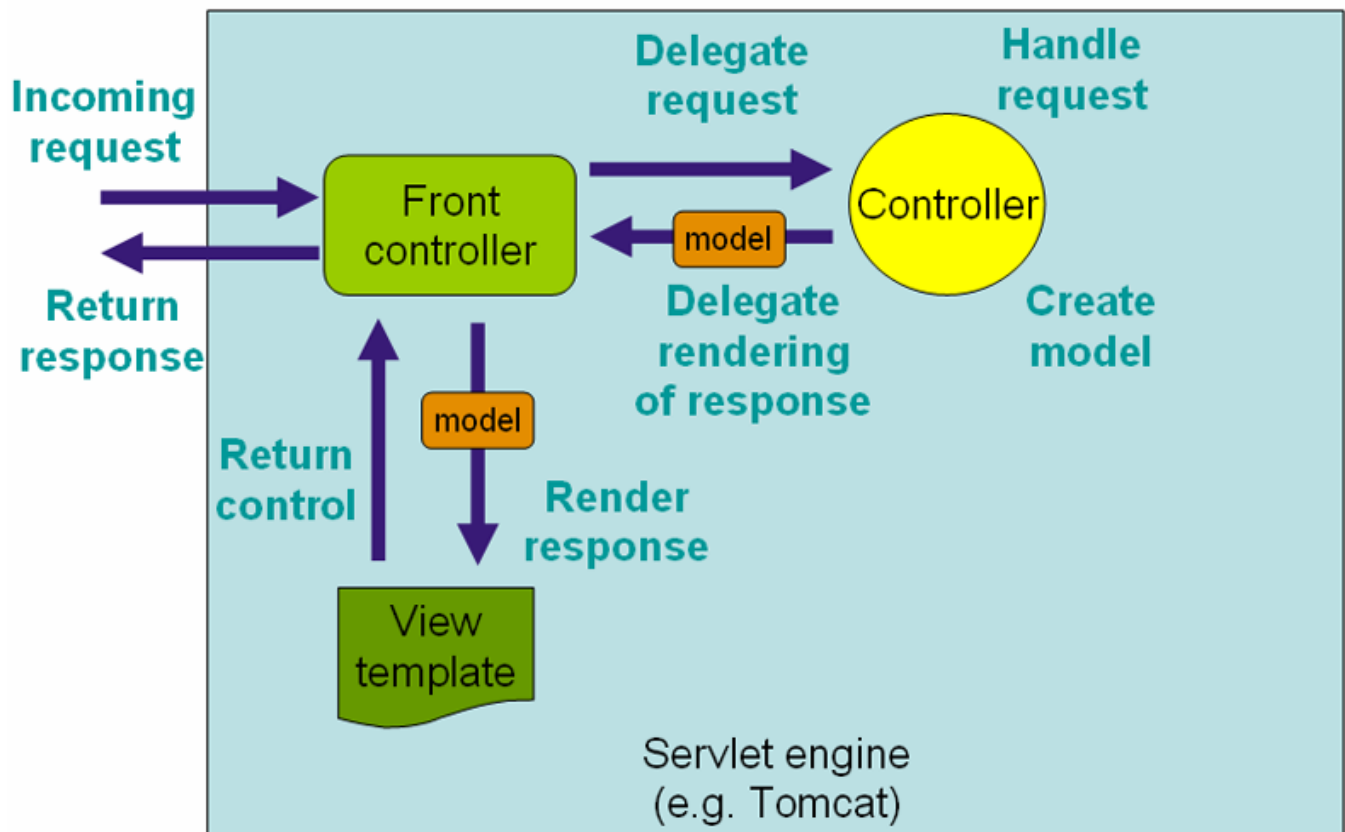 Incoming
request
Delegate
request
Handle
request
Front
controller
Controller
model
Return
response
Delegate
rendering
of response
Create
model
model
Return
control
Render
response
View
template
Servlet engine
(e.g. Tomcat)